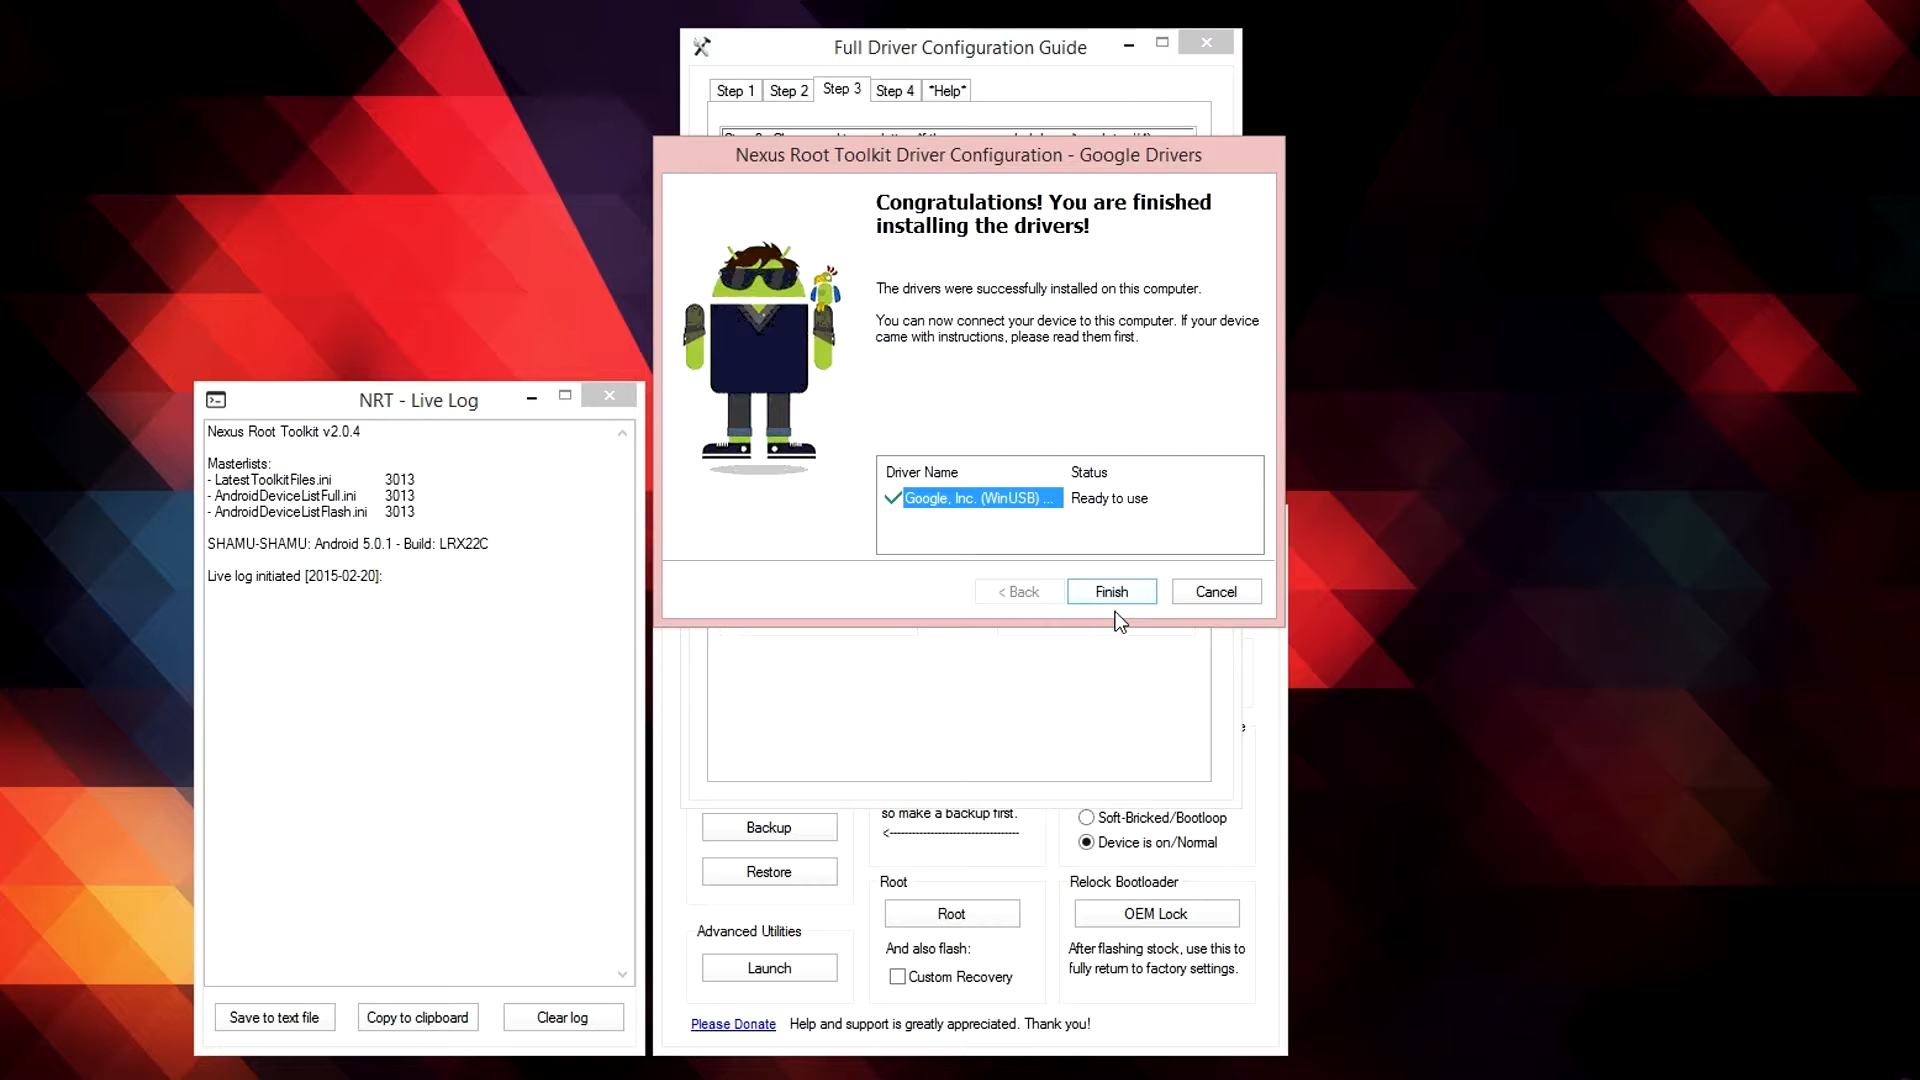 Full Driver Configuration Guide
Step 1
Step 2
Step 3
Step 4
*Help*
Nexus Root Toolkit Driver Configuration - Google Drivers
Congratulations! You are finished
installing the drivers!
The drivers were successfully installed on this computer.
You can now connect your device to this computer. If your device
came with instructions, please read them first.
Driver Name
Status
Google, Inc. (WinUSB) ...
Ready to use
< Back
Finish
Cancel
NRT - Live Log
Nexus Root Toolkit v2.0.4
Masterlists:
- LatestToolkitFiles.ini 3013
- AndroidDeviceListFull.ini 3013
- AndroidDeviceListFlash.ini 3013
SHAMU-SHAMU: Android 5.0.1 - Build: LRX22C
Live log initiated [2015-02-20]:
Save to text file
Copy to clipboard
Clear log
Backup
Restore
so make a backup first.
<-----------------------------------
Soft-Bricked/Bootloop
Device is on/Normal
Advanced Utilities
Launch
Root
Root
And also flash:
Custom Recovery
Relock Bootloader
OEM Lock
After flashing stock, use this to
fully return to factory settings.
Please Donate
Help and support is greatly appreciated. Thank you!